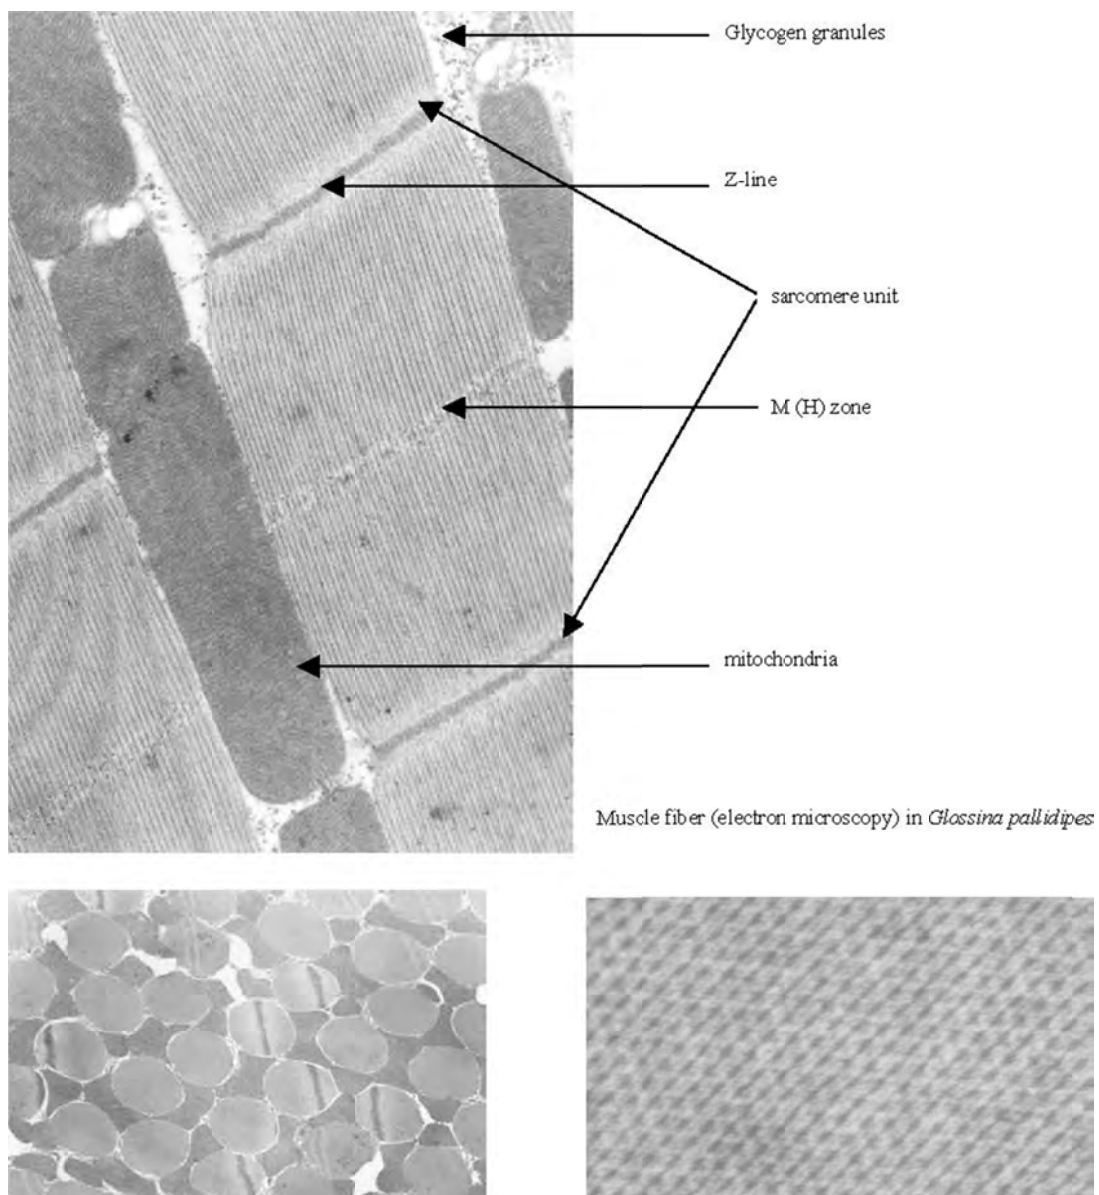 Glycogen granules
Z-line
sarcomere unit
M (H) zone
mitochondria
Muscle fiber (electron microscopy) in Glossina pallidipes